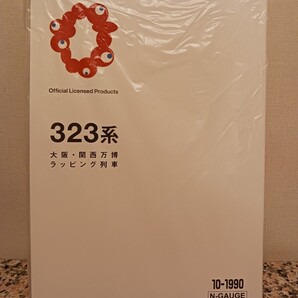 Official Licensed Products
323系
大阪・関西万博
ラッピング列車
10-1990
N-GAUGE